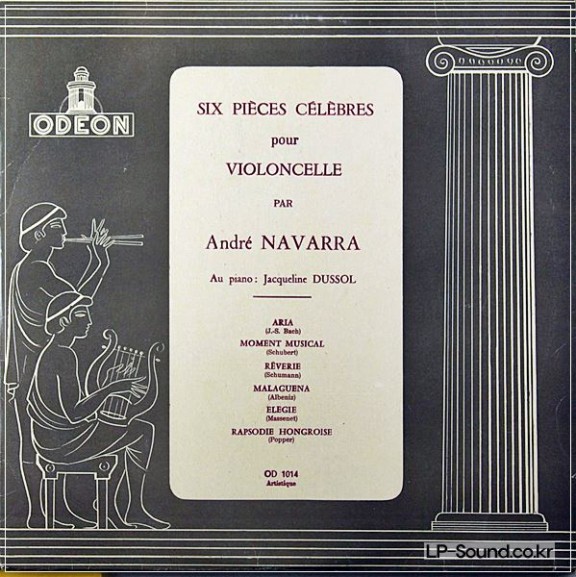 ODEON
SIX PIÈCES CÉLÈBRES
pour
VIOLONCELLE
PAR
André NAVARRA
Au piano : Jacqueline DUSSOL
ARIA
(J.-S. Bach)
MOMENT MUSICAL
(Schubert)
RÊVERIE
(Schumann)
MALAGUENA
(Albeniz)
ELEGIE
(Massenet)
RAPSODIE HONGROISE
(Popper)
OD 1014
Artistique
LP-Sound.co.kr